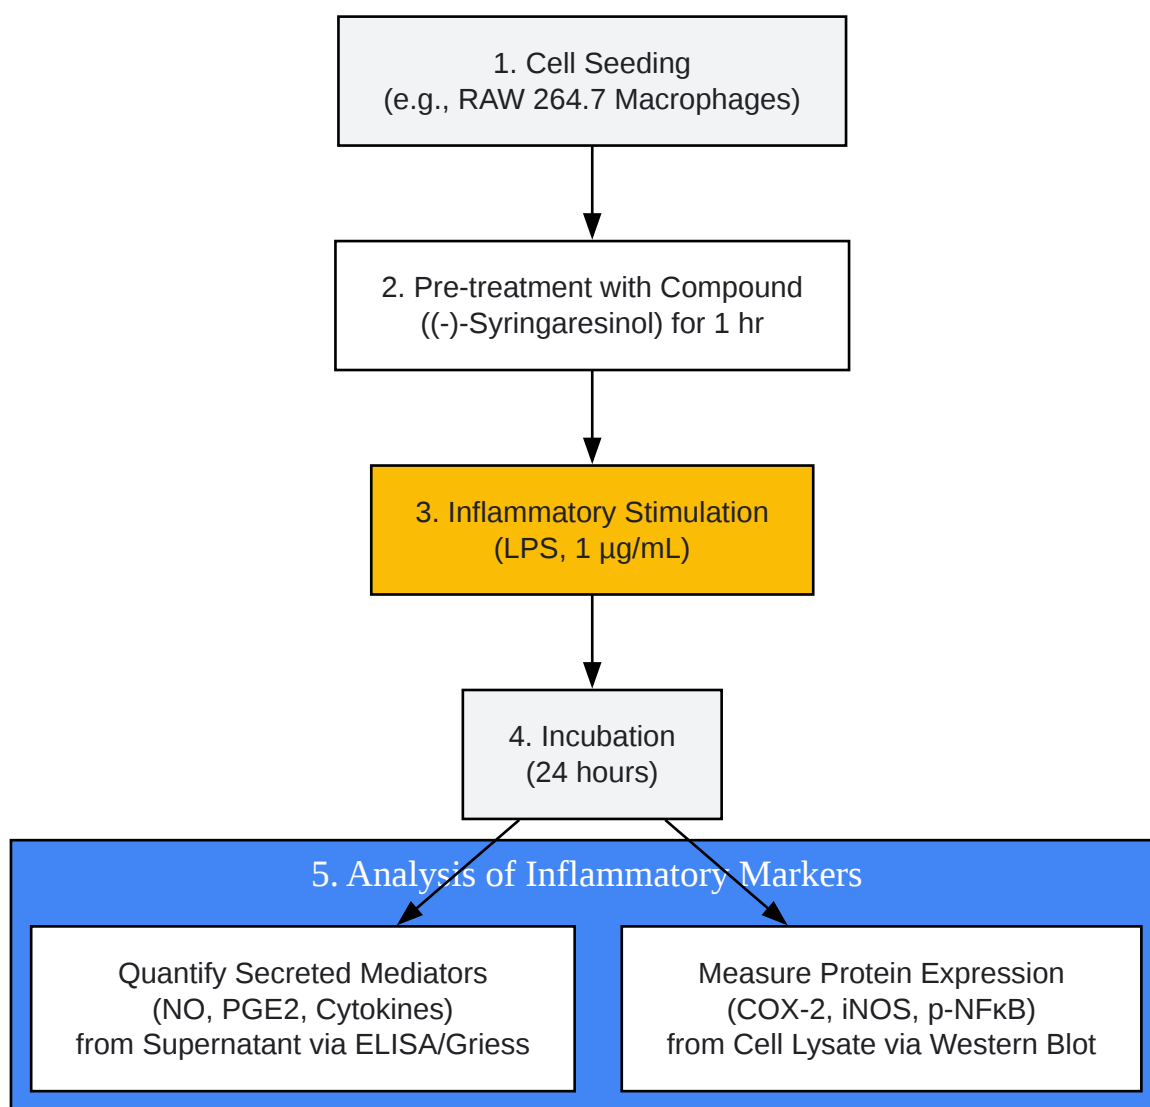 1. Cell Seeding
(e.g., RAW 264.7 Macrophages)
2. Pre-treatment with Compound
((-)-Syringaresinol) for 1 hr
3. Inflammatory Stimulation
(LPS, 1 µg/mL)
4. Incubation
(24 hours)
5. Analysis of Inflammatory Markers
Quantify Secreted Mediators
(NO, PGE2, Cytokines)
from Supernatant via ELISA/Griess
Measure Protein Expression
(COX-2, iNOS, p-NFκB)
from Cell Lysate via Western Blot